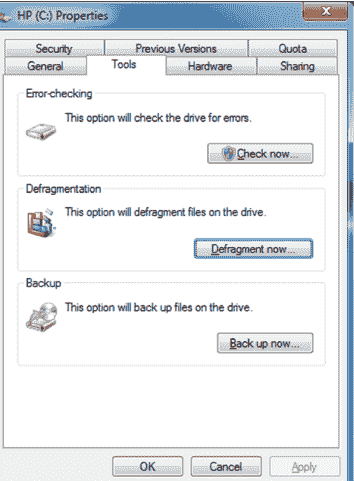 HP (C:) Properties
Security Previous Versions Quota
General Tools Hardware Sharing
Error-checking
This option will check the drive for errors.
Check now...
Defragmentation
This option will defragment files on the drive.
Defragment now...
Backup
This option will back up files on the drive.
Back up now...
OK Cancel Apply